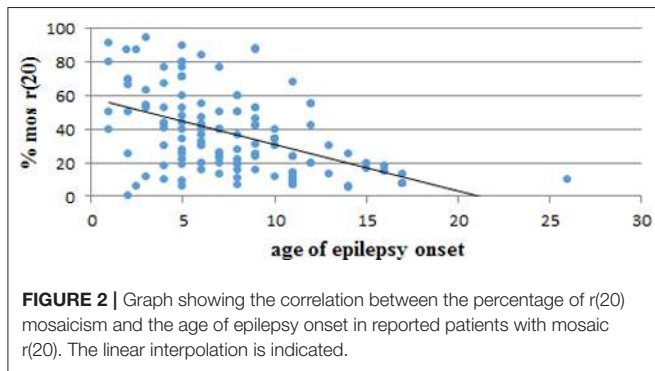 100
80
60
40
20
0
% mos r(20)
0 5 10 15 20 25 30
age of epilepsy onset
FIGURE 2 | Graph showing the correlation between the percentage of r(20)
mosaicism and the age of epilepsy onset in reported patients with mosaic
r(20). The linear interpolation is indicated.